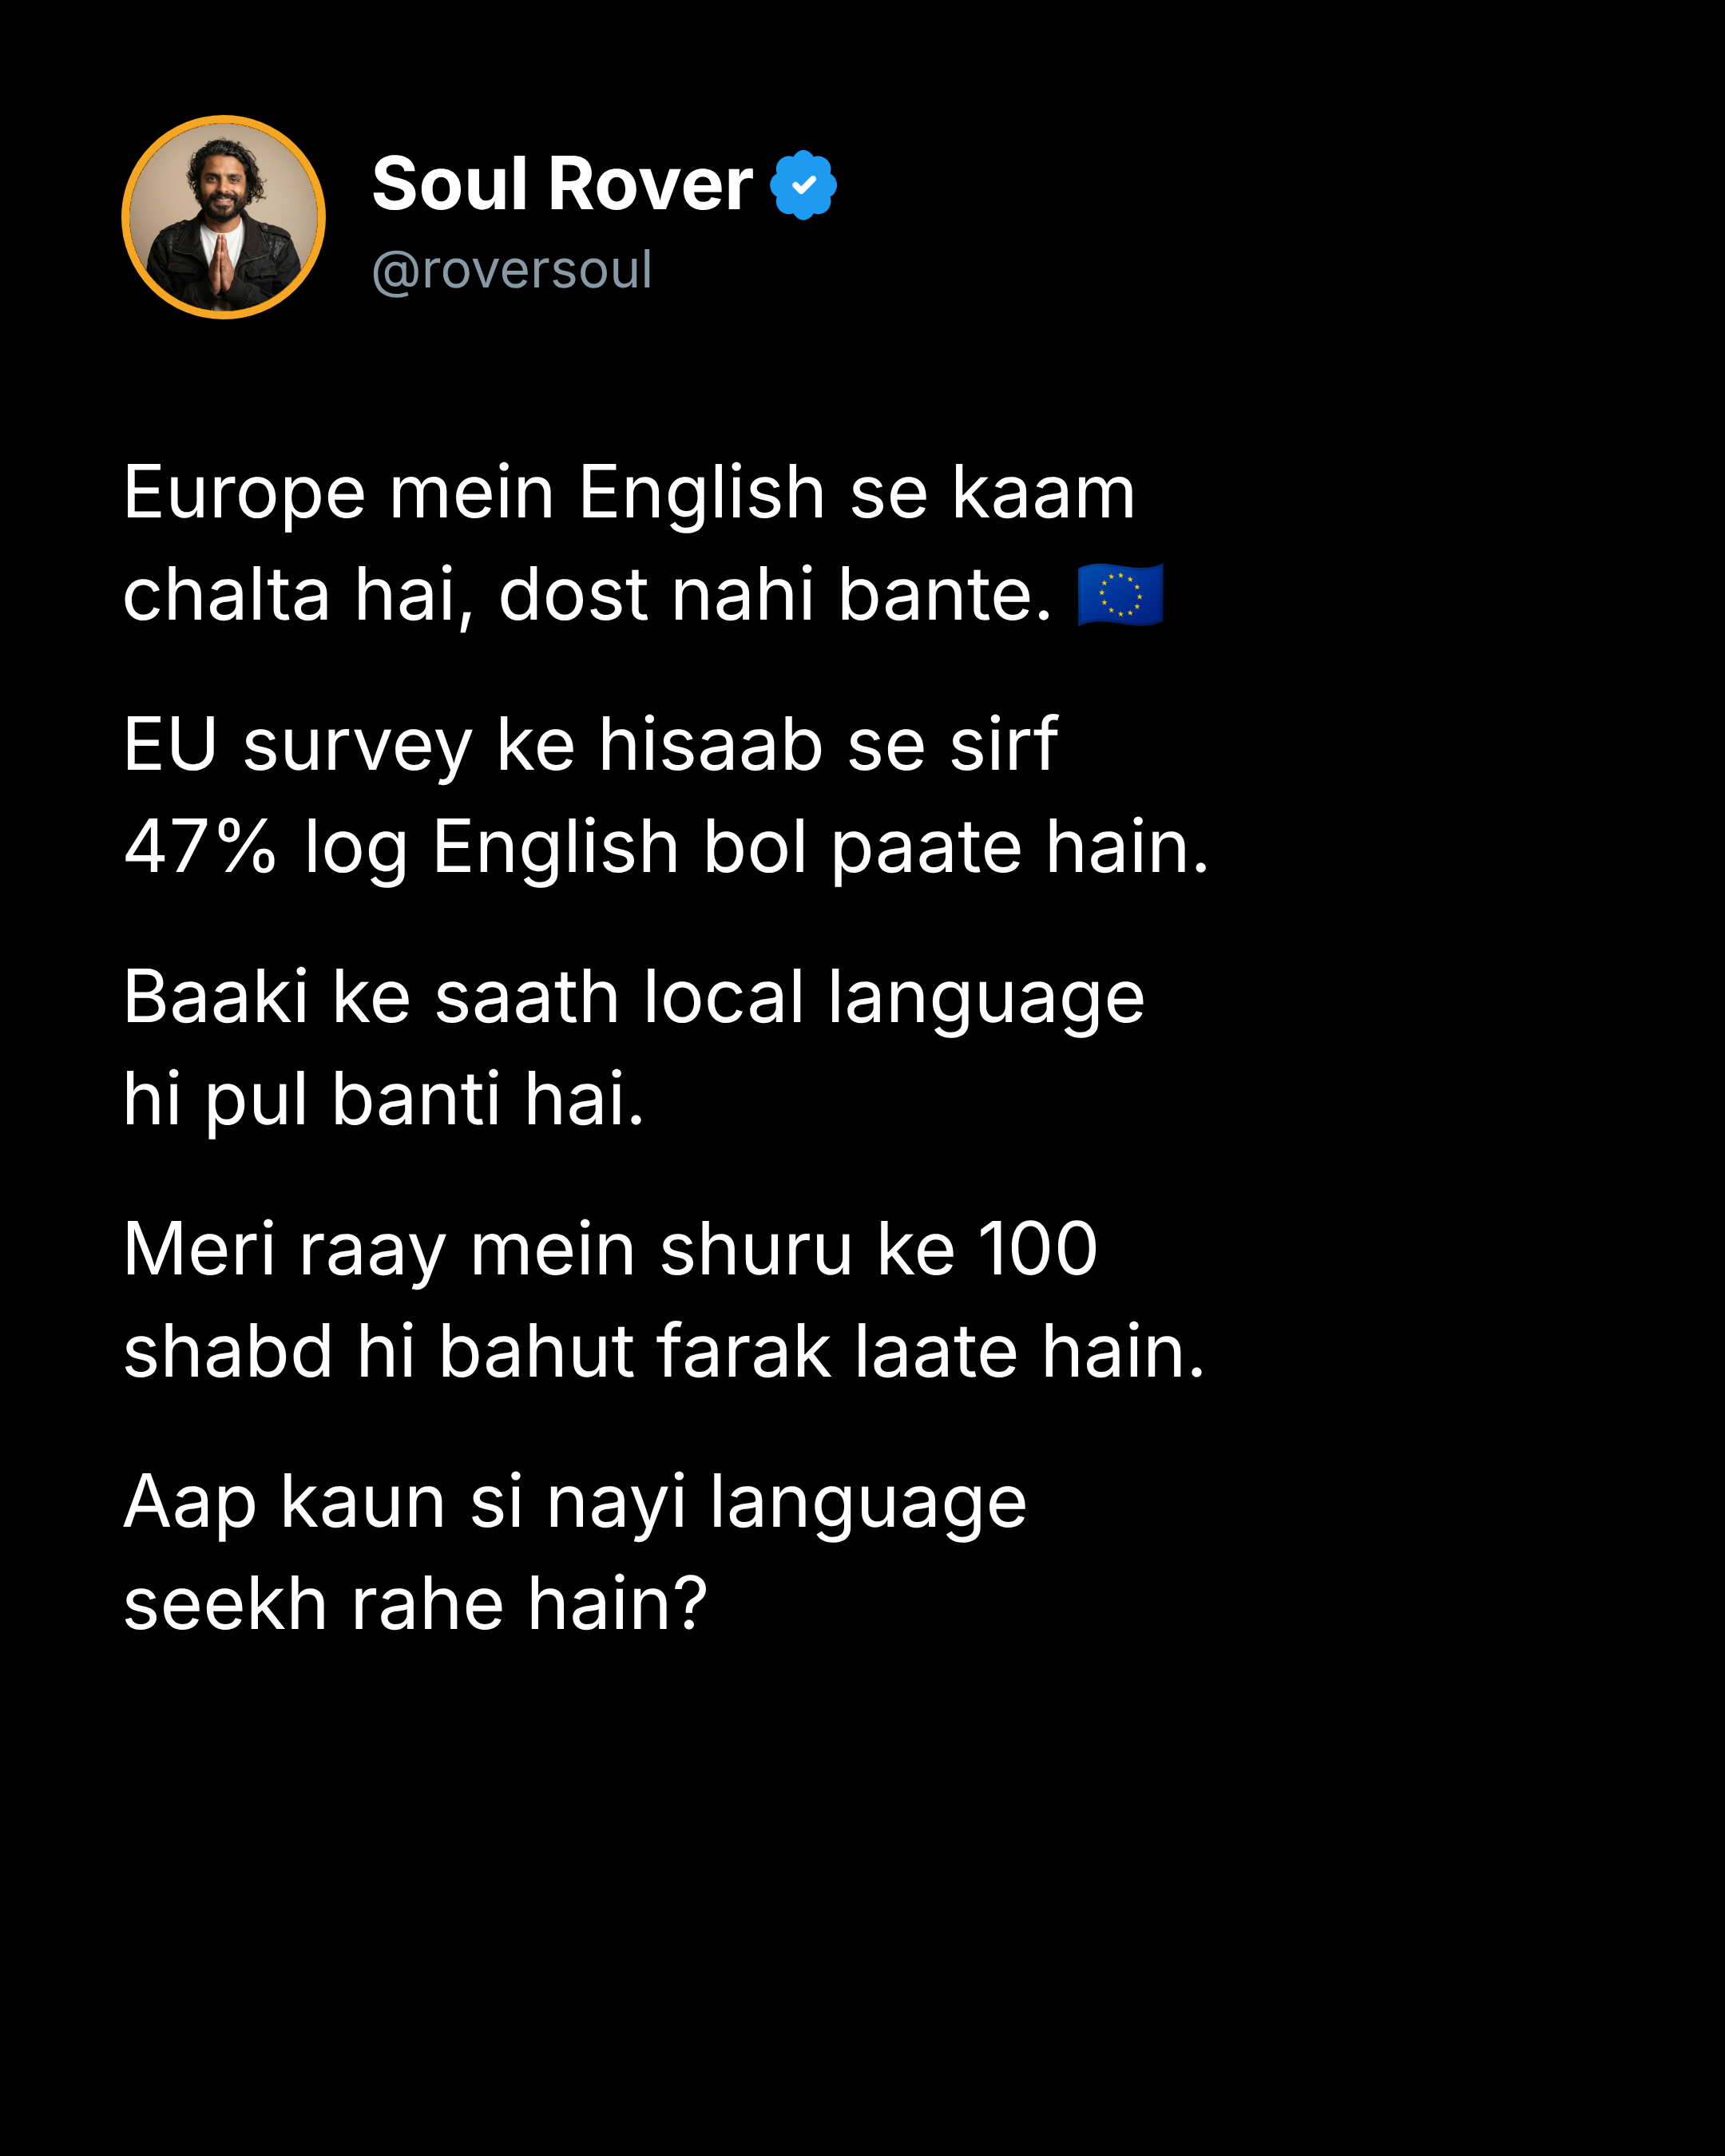 Soul Rover
@roversoul
Europe mein English se kaam
chalta hai, dost nahi bante. 🇪🇺
EU survey ke hisaab se sirf
47% log English bol paate hain.
Baaki ke saath local language
hi pul banti hai.
Meri raay mein shuru ke 100
shabd hi bahut farak laate hain.
Aap kaun si nayi language
seekh rahe hain?